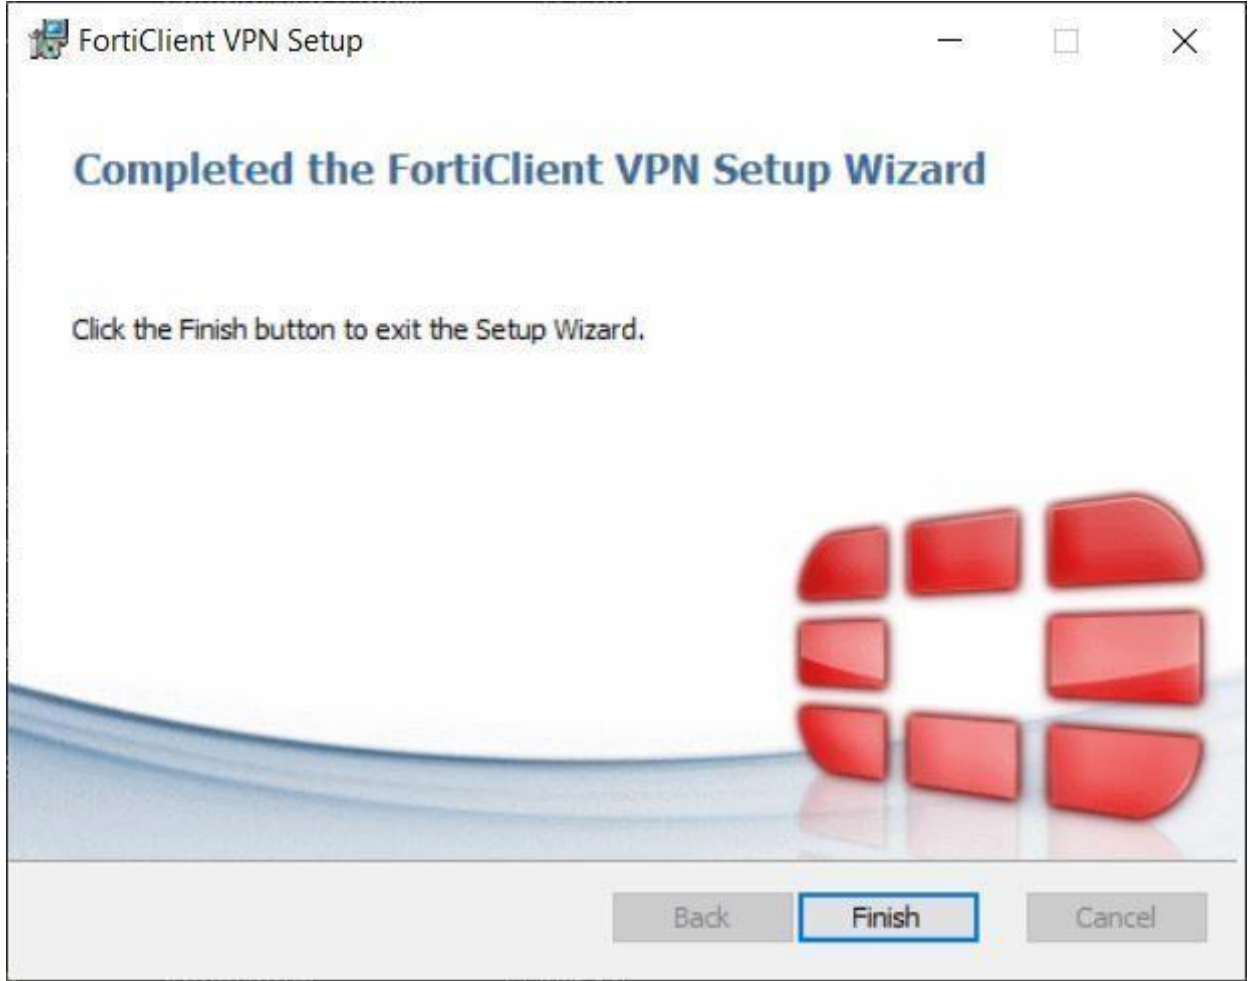 FortiClient VPN Setup
Completed the FortiClient VPN Setup Wizard
Click the Finish button to exit the Setup Wizard.
Back Finish Cancel